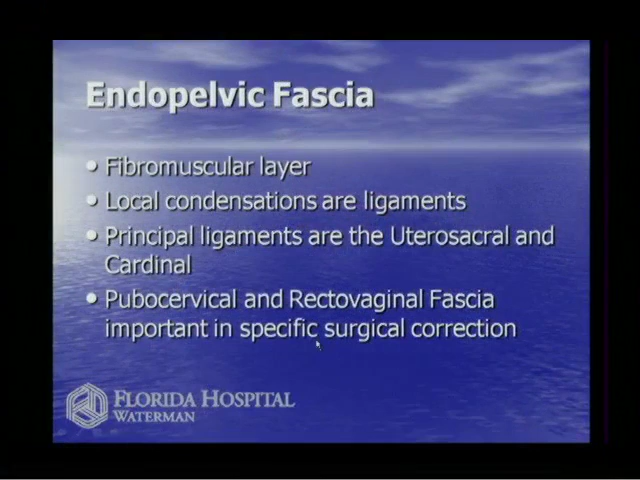 Endopelvic Fascia
• Fibromuscular layer
• Local condensations are ligaments
• Principal ligaments are the Uterosacral and
Cardinal
• Pubocervical and Rectovaginal Fascia
important in specific surgical correction
FLORIDA HOSPITAL
WATERMAN